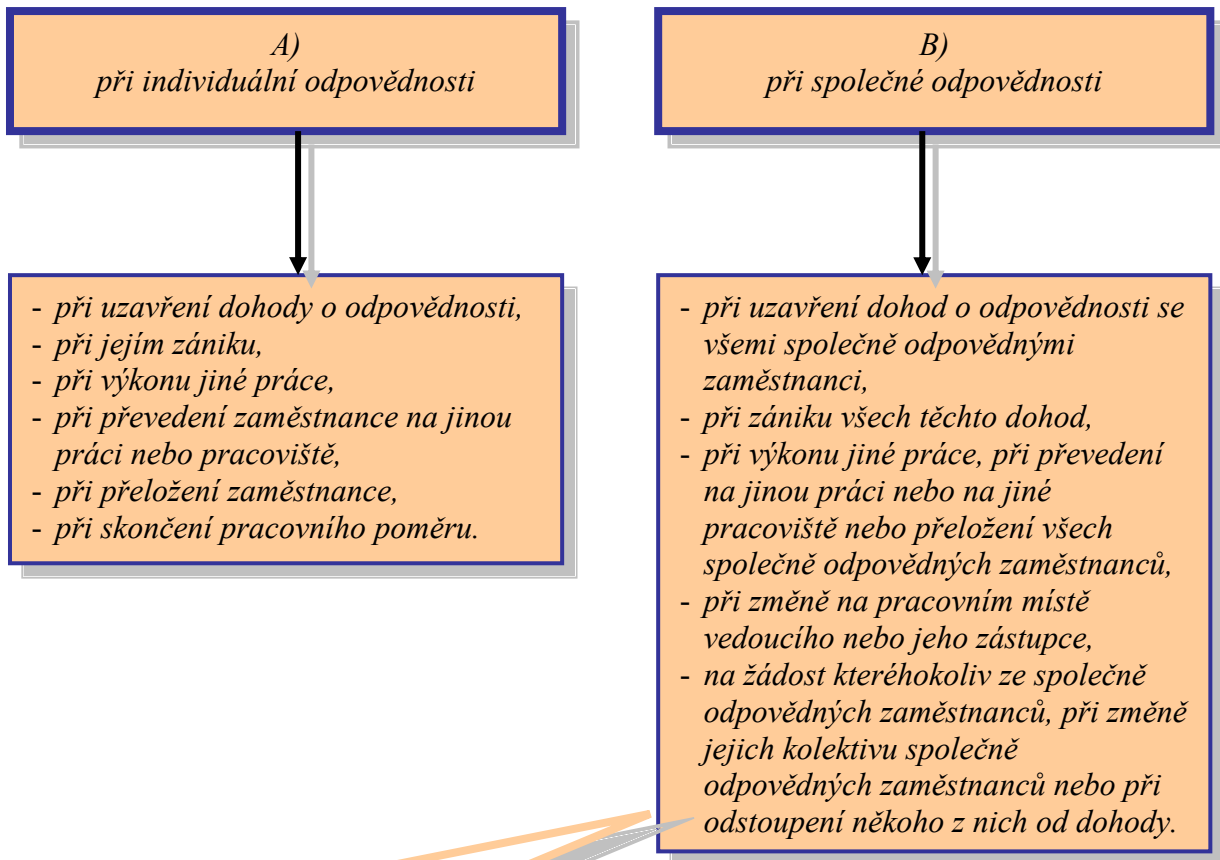 A)
při individuální odpovědnosti
B)
při společné odpovědnosti
- při uzavření dohody o odpovědnosti,
- při jejím zániku,
- při výkonu jiné práce,
- při převedení zaměstnance na jinou
práci nebo pracoviště,
- při přeložení zaměstnance,
- při skončení pracovního poměru.
- při uzavření dohod o odpovědnosti se
všemi společně odpovědnými
zaměstnanci,
- při zániku všech těchto dohod,
- při výkonu jiné práce, při převedení
na jinou práci nebo na jiné
pracoviště nebo přeložení všech
společně odpovědných zaměstnanců,
- při změně na pracovním místě
vedoucího nebo jeho zástupce,
- na žádost kteréhokoliv ze společně
odpovědných zaměstnanců, při změně
jejich kolektivu společně
odpovědných zaměstnanců nebo při
odstoupení někoho z nich od dohody.